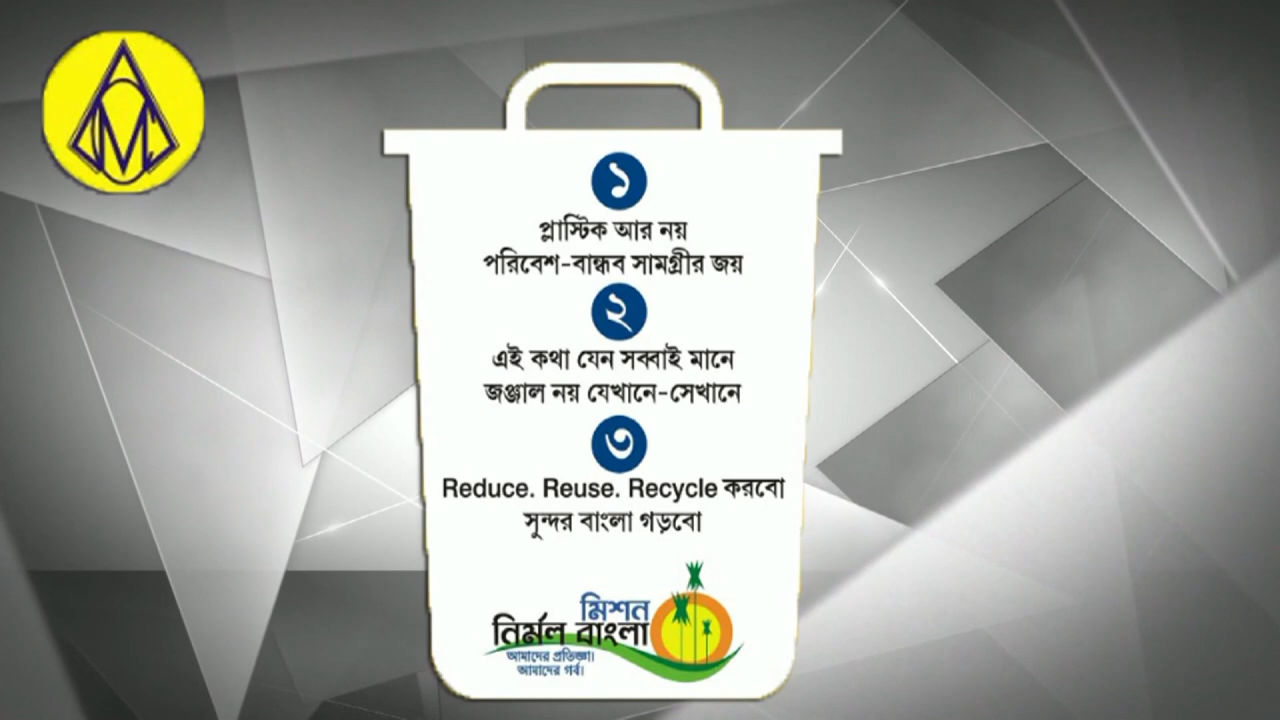 ১
প্লাস্টিক আর নয়
পরিবেশ-বান্ধব সামগ্রীর জয়
২
এই কথা যেন সব্বাই মানে
জঞ্জাল নয় যেখানে-সেখানে
৩
Reduce. Reuse. Recycle করবো
সুন্দর বাংলা গড়বো
মিশন
নির্মল বাংলা
আমাদের প্রতিজ্ঞা।
আমাদের গর্ব।